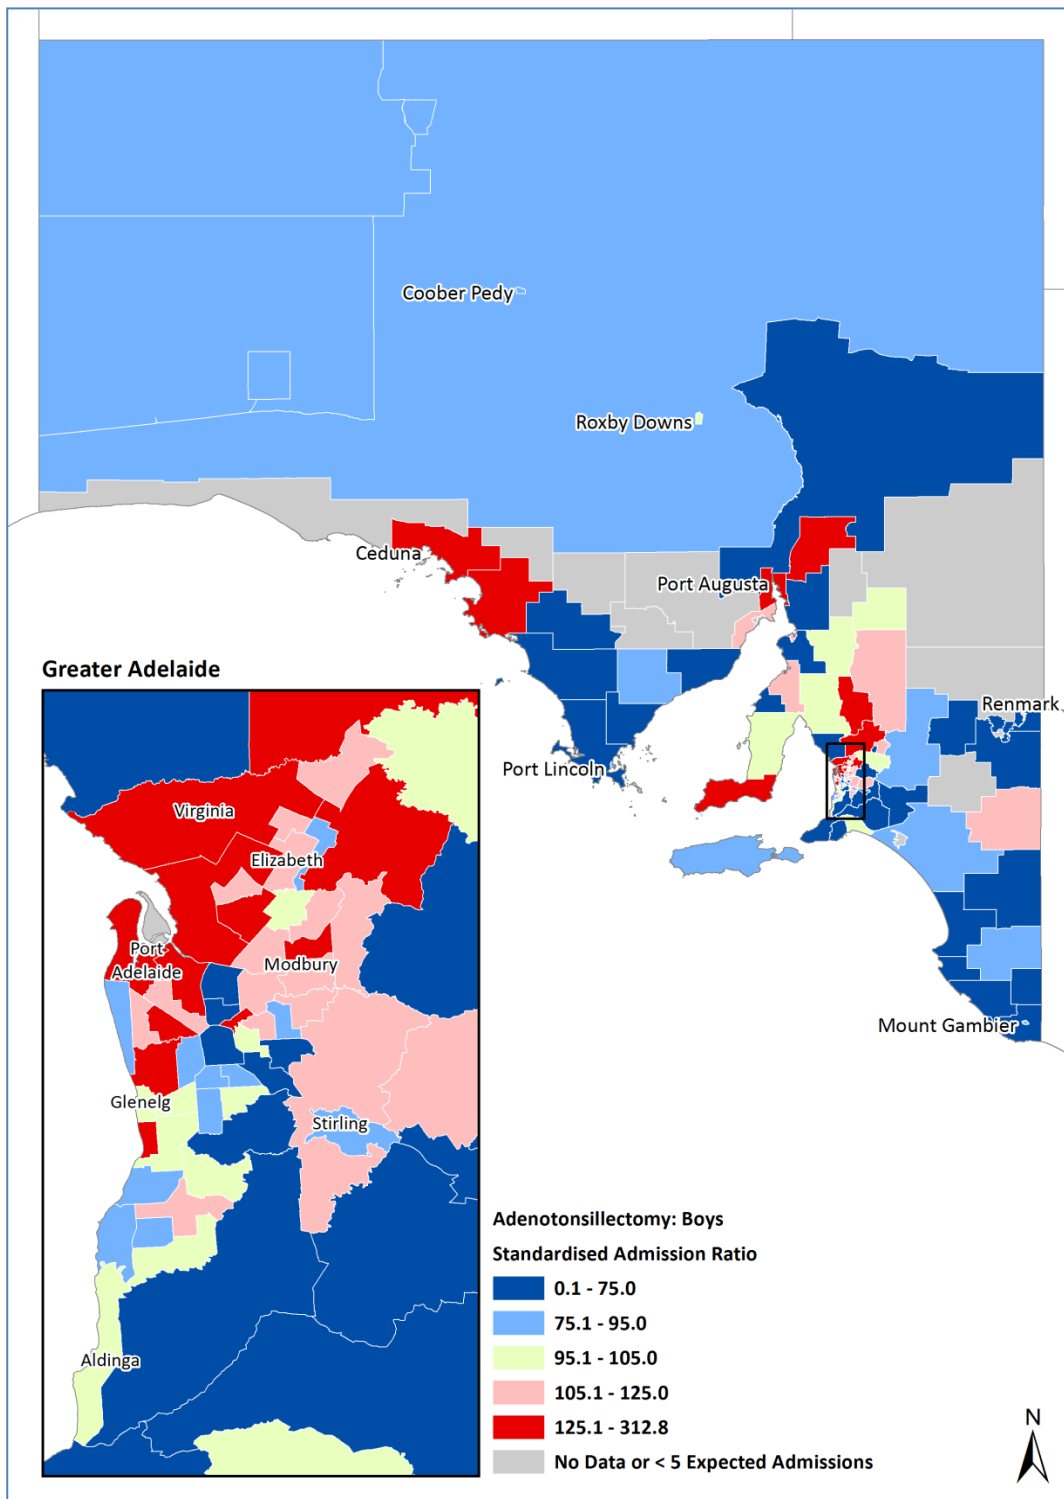 Coober Pedy
Roxby Downs
Ceduna
Port Augusta
Greater Adelaide
Renmark
Port Lincoln
Virginia
Elizabeth
Port
Adelaide
Modbury
Mount Gambier
Glenelg
Stirling
Aldinga
Adenotonsillectomy: Boys
Standardised Admission Ratio
0.1 - 75.0
75.1 - 95.0
95.1 - 105.0
105.1 - 125.0
125.1 - 312.8
No Data or < 5 Expected Admissions
N